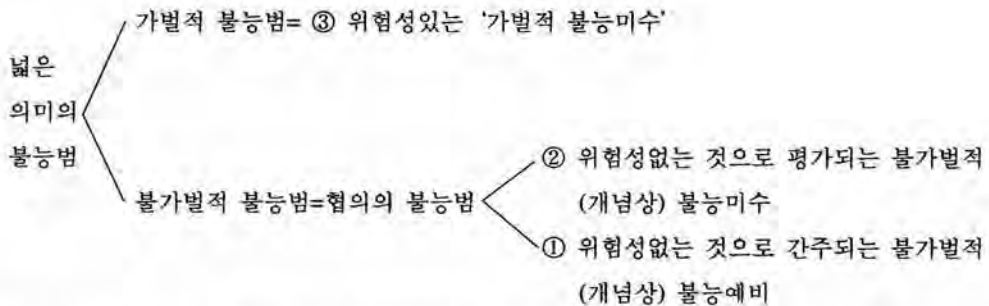 가벌적 불능범= ③ 위험성있는 ‘가벌적 불능미수’
넓은
의미의
불능범
② 위험성없는 것으로 평가되는 불가벌적
불가벌적 불능범=협의의 불능범
(개념상) 불능미수
① 위험성없는 것으로 간주되는 불가벌적
(개념상) 불능예비